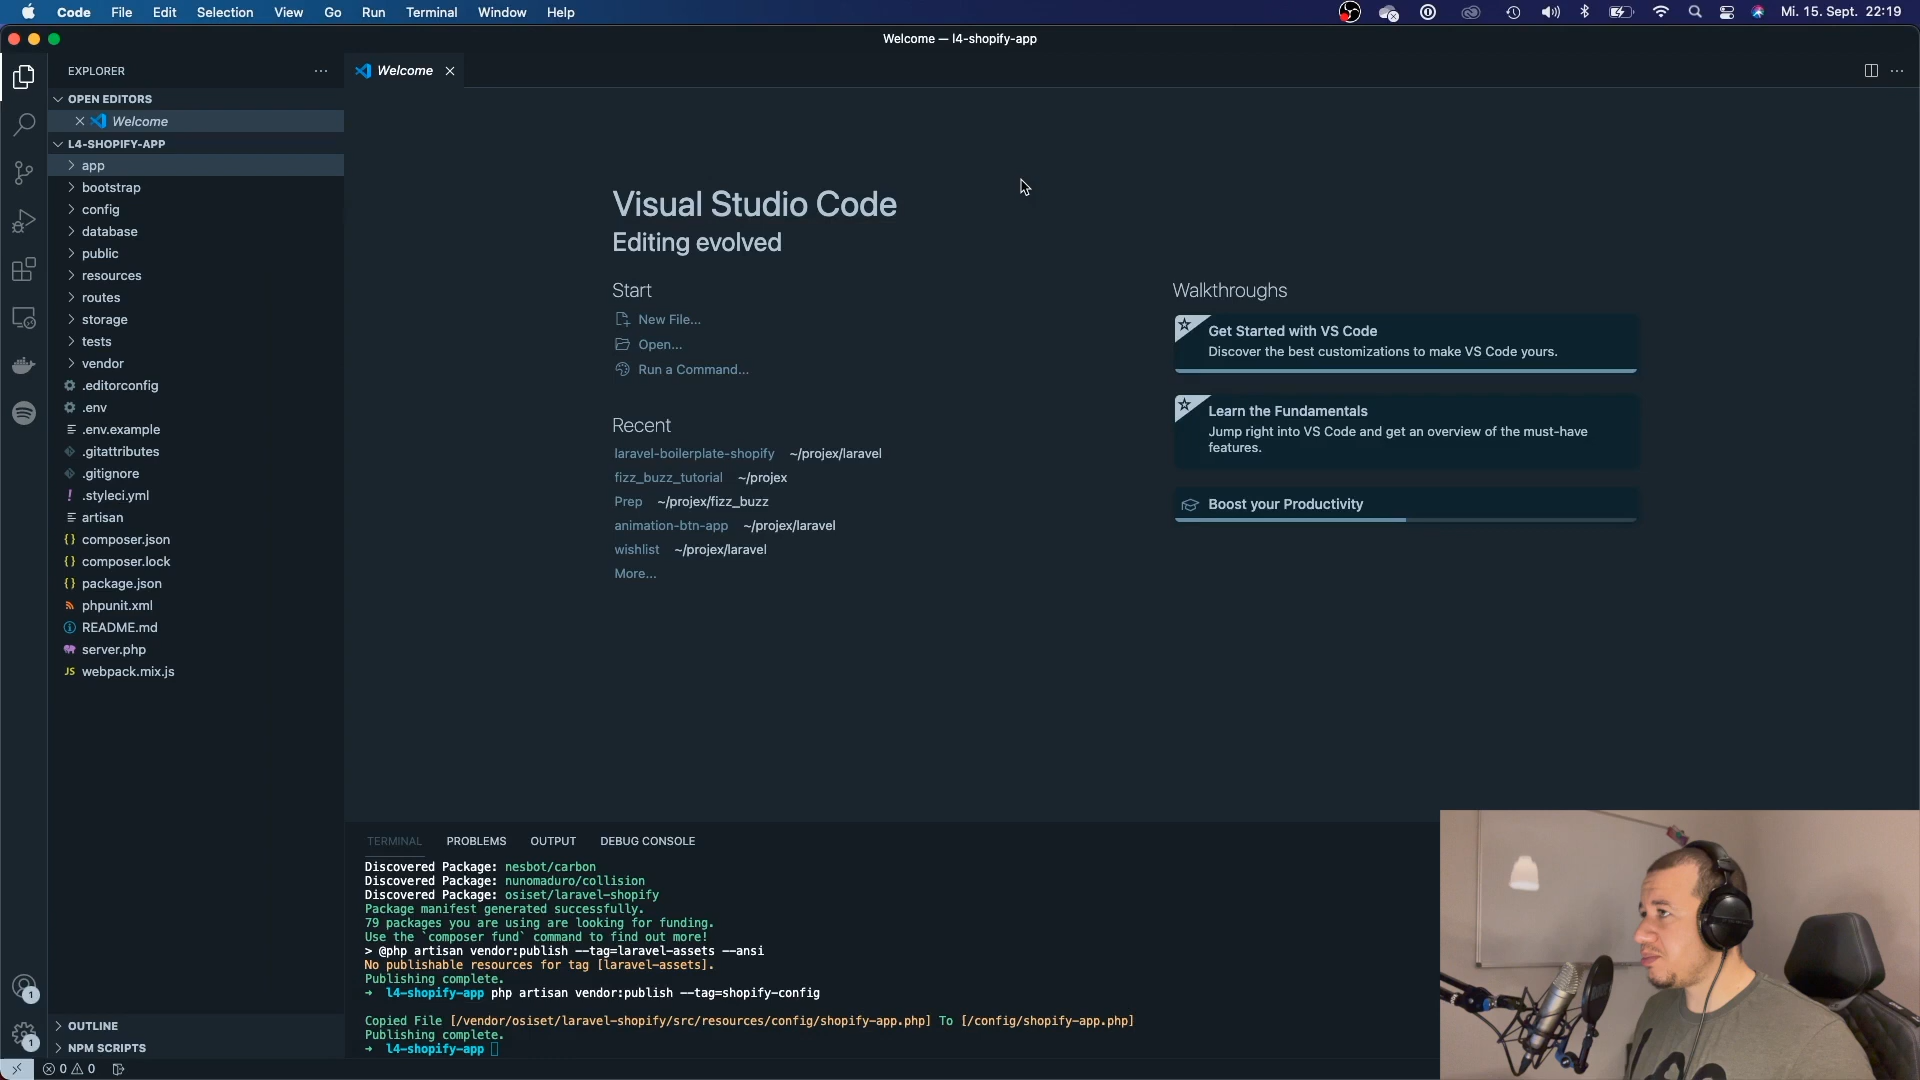 Code File Edit Selection View Go Run Terminal Window Help
Mi. 15. Sept. 22:19
Welcome — l4-shopify-app
EXPLORER
Welcome
OPEN EDITORS
Welcome
L4-SHOPIFY-APP
app
bootstrap
config
database
public
resources
routes
storage
tests
vendor
.editorconfig
.env
.env.example
.gitattributes
.gitignore
.styleci.yml
artisan
composer.json
composer.lock
package.json
phpunit.xml
README.md
server.php
JS webpack.mix.js
OUTLINE
NPM SCRIPTS
1
1
0 0
Visual Studio Code
Editing evolved
Start
New File...
Open...
Run a Command...
Recent
laravel-boilerplate-shopify ~/projex/laravel
fizz_buzz_tutorial ~/projex
Prep ~/projex/fizz_buzz
animation-btn-app ~/projex/laravel
wishlist ~/projex/laravel
More...
Walkthroughs
Get Started with VS Code
Discover the best customizations to make VS Code yours.
Learn the Fundamentals
Jump right into VS Code and get an overview of the must-have
features.
Boost your Productivity
TERMINAL PROBLEMS OUTPUT DEBUG CONSOLE
Discovered Package: nesbot/carbon
Discovered Package: nunomaduro/collision
Discovered Package: osiset/laravel-shopify
Package manifest generated successfully.
79 packages you are using are looking for funding.
Use the `composer fund` command to find out more!
> @php artisan vendor:publish --tag=laravel-assets --ansi
No publishable resources for tag [laravel-assets].
Publishing complete.
→ l4-shopify-app php artisan vendor:publish --tag=shopify-config
Copied File [/vendor/osiset/laravel-shopify/src/resources/config/shopify-app.php] To [/config/shopify-app.php]
Publishing complete.
→ l4-shopify-app